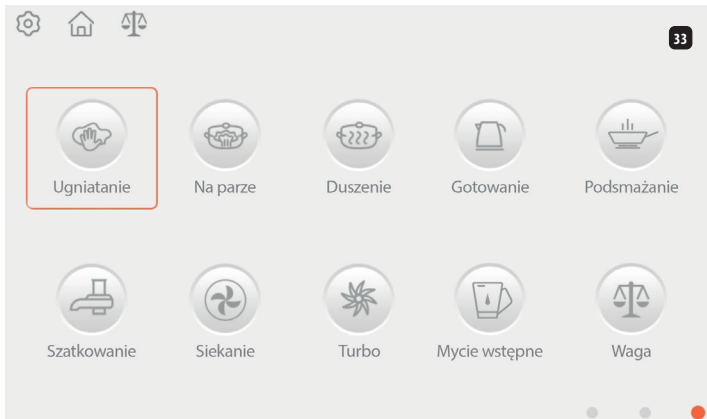 33
Ugniatanie
Na parze
Duszenie
Gotowanie
Podsmażanie
Szatkowanie
Siekanie
Turbo
Mycie wstępne
Waga